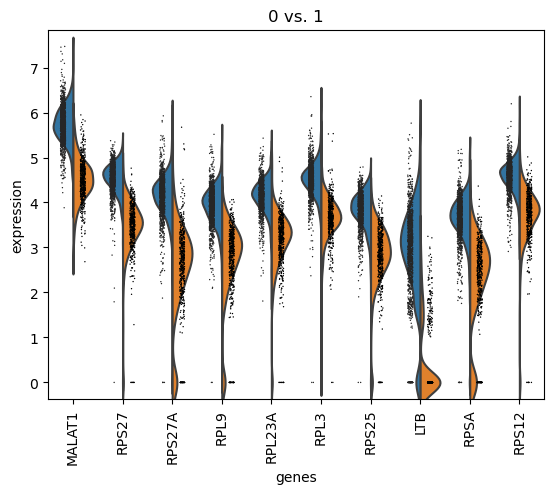 0 vs. 1
expression
7
6
5
4
3
2
1
0
MALAT1
RPS27
RPS27A
RPL9
RPL23A
RPL3
RPS25
LTB
RPSA
RPS12
genes